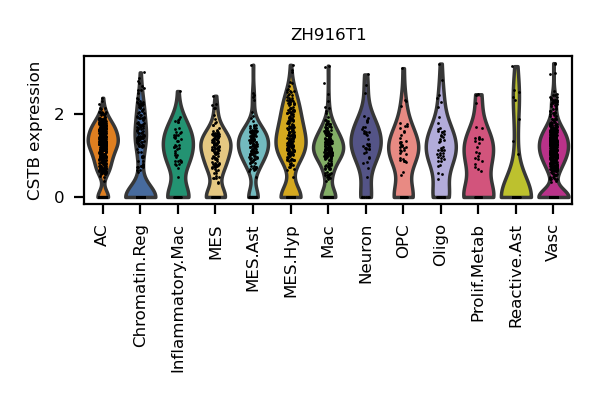 ZH916T1
CSTB expression
2
0
AC
Chromatin.Reg
Inflammatory.Mac
MES
MES.Ast
MES.Hyp
Mac
Neuron
OPC
Oligo
Prolif.Metab
Reactive.Ast
Vasc